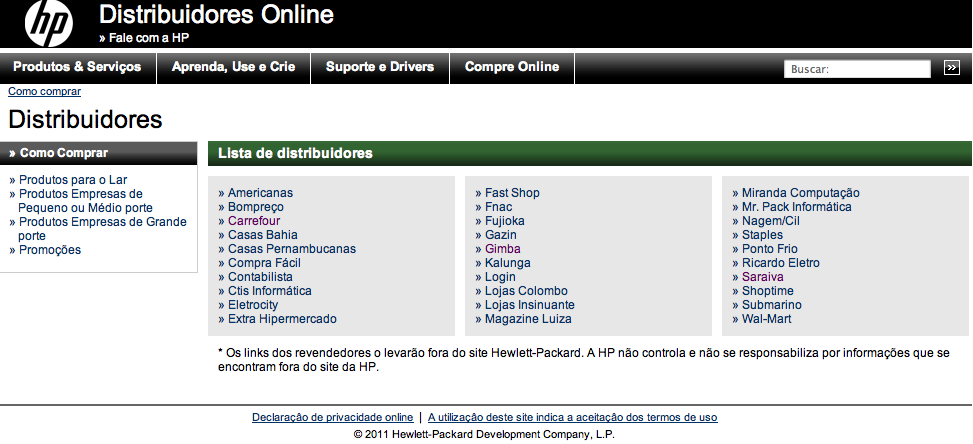 hp
Distribuidores Online
» Fale com a HP
Produtos & Serviços
Aprenda, Use e Crie
Suporte e Drivers
Compre Online
Buscar:
»
Como comprar
Distribuidores
» Como Comprar
» Produtos para o Lar
» Produtos Empresas de
Pequeno ou Médio porte
» Produtos Empresas de Grande
porte
» Promoções
Lista de distribuidores
» Americanas
» Bompreço
» Carrefour
» Casas Bahia
» Casas Pernambucanas
» Compra Fácil
» Contabilista
» Ctis Informática
» Eletrocity
» Extra Hipermercado
» Fast Shop
» Fnac
» Fujioka
» Gazin
» Gimba
» Kalunga
» Login
» Lojas Colombo
» Lojas Insinuante
» Magazine Luiza
» Miranda Computação
» Mr. Pack Informática
» Nagem/Cil
» Staples
» Ponto Frio
» Ricardo Eletro
» Saraiva
» Shoptime
» Submarino
» Wal-Mart
* Os links dos revendedores o levarão fora do site Hewlett-Packard. A HP não controla e não se responsabiliza por informações que se
encontram fora do site da HP.
Declaração de privacidade online | A utilização deste site indica a aceitação dos termos de uso
© 2011 Hewlett-Packard Development Company, L.P.